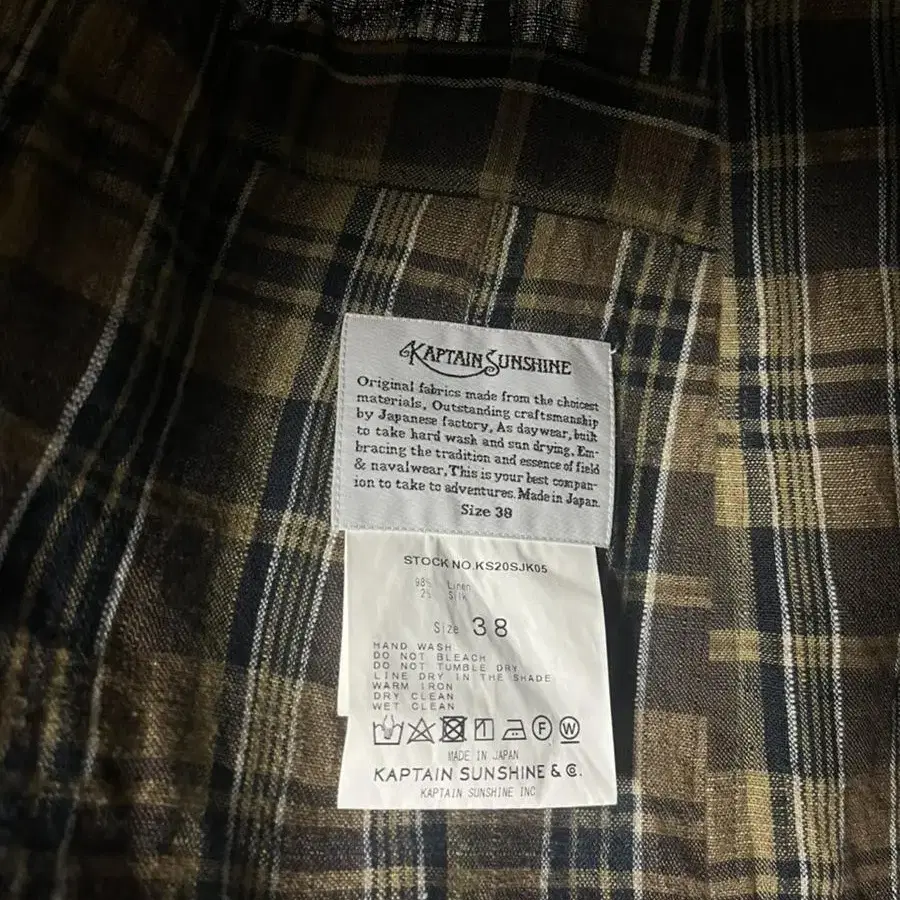 KAPTAIN SUNSHINE
Original fabrics made from the choicest
materials. Outstanding craftsmanship
by Japanese factory. As daywear, built
to take hard wash and sun drying. Em-
bracing the tradition and essence of field
& navalwear, This is your best compan-
ion to take to adventures. Made in Japan.
Size 38
STOCK NO.KS20SJK05
98% Linen
2% Silk
Size 38
HAND WASH
DO NOT BLEACH
DO NOT TUMBLE DRY
LINE DRY IN THE SHADE
WARM IRON
DRY CLEAN
WET CLEAN
F W
MADE IN JAPAN
KAPTAIN SUNSHINE & Co.
KAPTAIN SUNSHINE INC